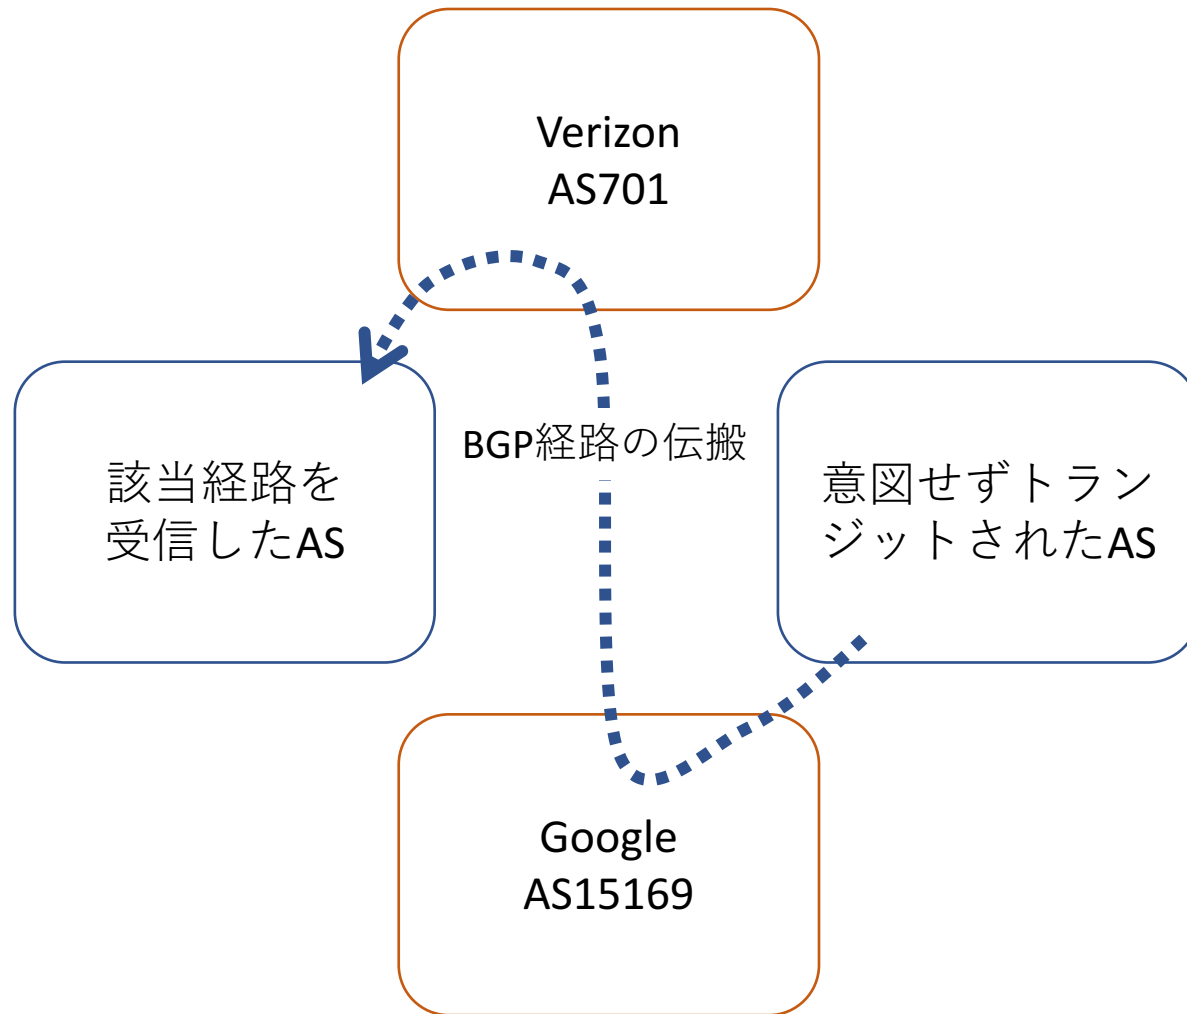 Verizon
AS701
BGP経路の伝搬
該当経路を
受信したAS
意図せずトラン
ジットされたAS
Google
AS15169